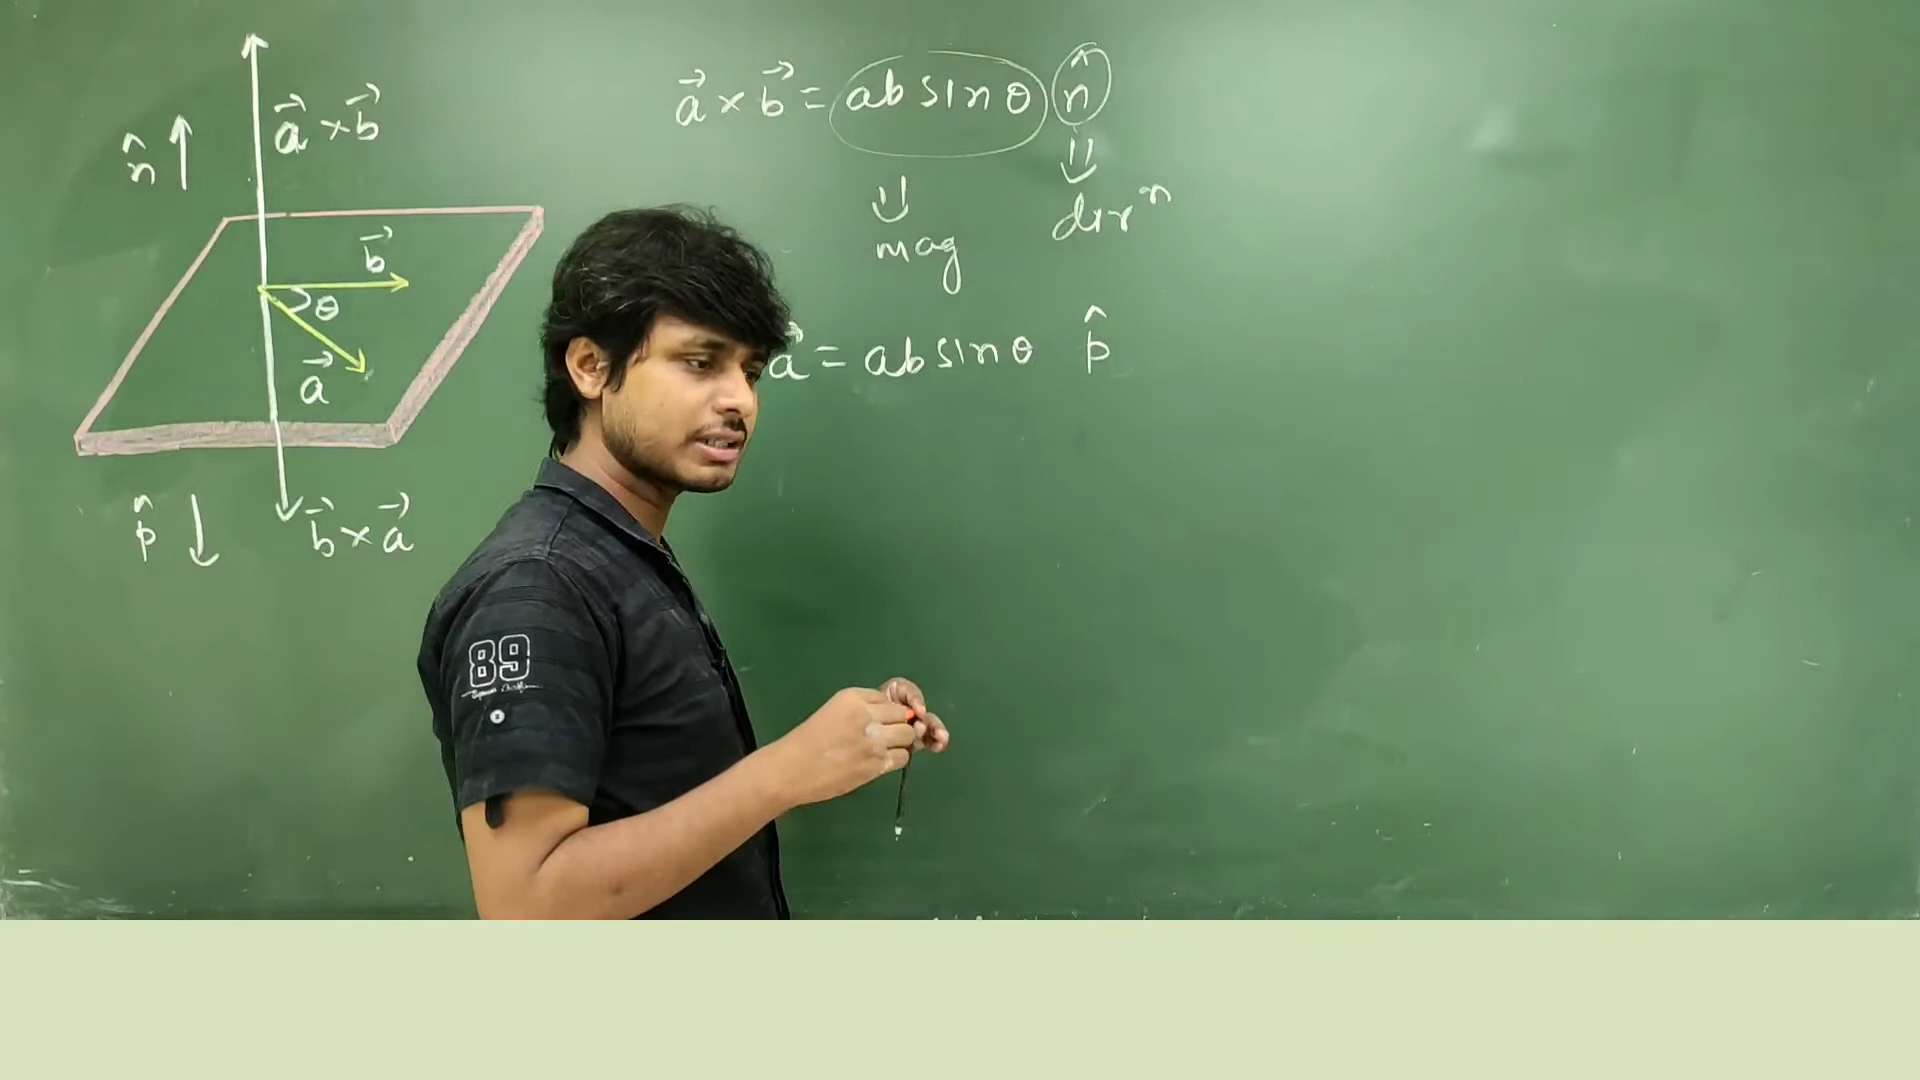 a⃗ × b⃗
n̂ ↑
b⃗
θ
a⃗
p̂ ↓
b⃗ × a⃗
a⃗ × b⃗ = ab sin θ n̂
⇓ ⇓
mag dirⁿ
a⃗ = ab sin θ p̂
89